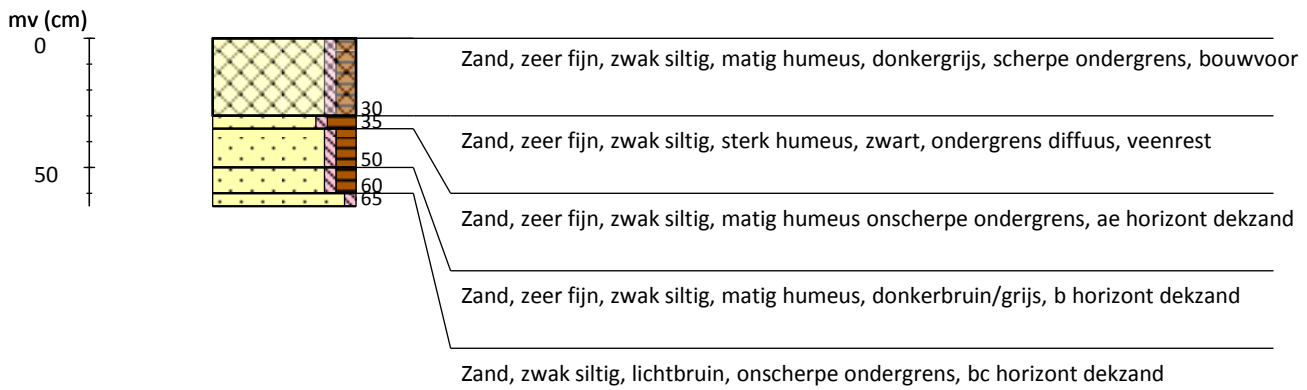 mv (cm)
0
Zand, zeer fijn, zwak siltig, matig humeus, donkergrijs, scherpe ondergrens, bouwvoor
30
35
Zand, zeer fijn, zwak siltig, sterk humeus, zwart, ondergrens diffuus, veenrest
50
50
60
65
Zand, zeer fijn, zwak siltig, matig humeus onscherpe ondergrens, ae horizont dekzand
Zand, zeer fijn, zwak siltig, matig humeus, donkerbruin/grijs, b horizont dekzand
Zand, zwak siltig, lichtbruin, onscherpe ondergrens, bc horizont dekzand